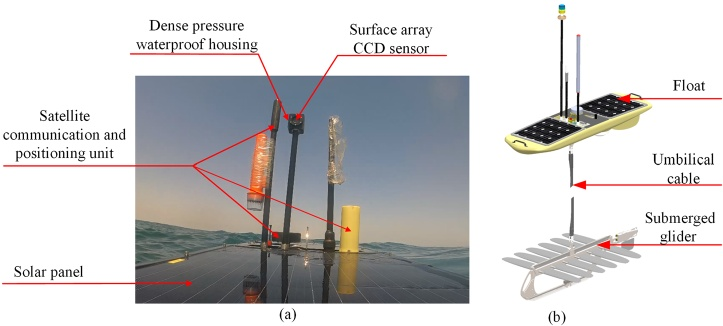 Dense pressure
waterproof housing
Surface array
CCD sensor
Satellite
communication and
positioning unit
Solar panel
(a)
Float
Umbilical
cable
Submerged
glider
(b)